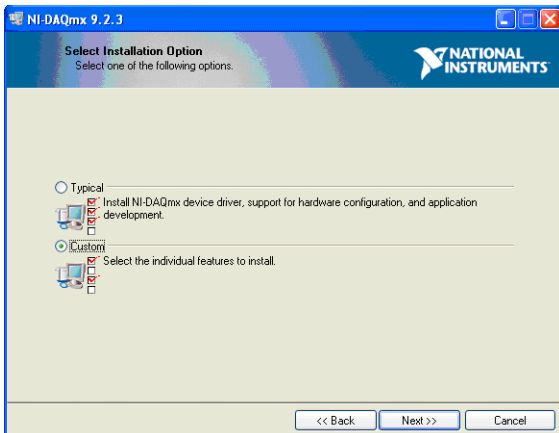 NI-DAQmx 9.2.3
Select Installation Option
Select one of the following options.
NATIONAL
INSTRUMENTS
Typical
Install NI-DAQmx device driver, support for hardware configuration, and application
development.
Custom
Select the individual features to install.
<< Back
Next >>
Cancel